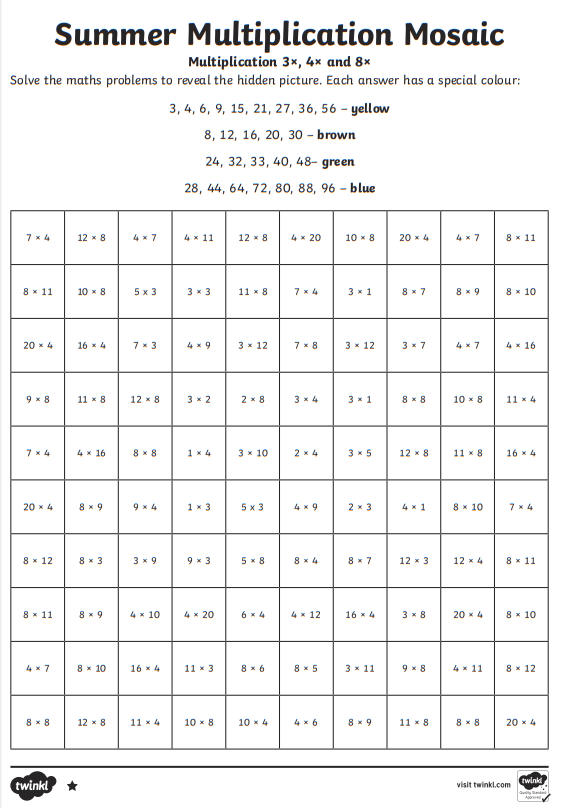 Summer Multiplication Mosaic
Multiplication 3×, 4× and 8×
Solve the maths problems to reveal the hidden picture. Each answer has a special colour:
3, 4, 6, 9, 15, 21, 27, 36, 56 – yellow
8, 12, 16, 20, 30 – brown
24, 32, 33, 40, 48– green
28, 44, 64, 72, 80, 88, 96 – blue
7 × 4 12 × 8 4 × 7 4 × 11 12 × 8 4 × 20 10 × 8 20 × 4 4 × 7 8 × 11
8 × 11 10 × 8 5 x 3 3 × 3 11 × 8 7 × 4 3 × 1 8 × 7 8 × 9 8 × 10
20 × 4 16 × 4 7 × 3 4 × 9 3 × 12 7 × 8 3 × 12 3 × 7 4 × 7 4 × 16
9 × 8 11 × 8 12 × 8 3 × 2 2 × 8 3 × 4 3 × 1 8 × 8 10 × 8 11 × 4
7 × 4 4 × 16 8 × 8 1 × 4 3 × 10 2 × 4 3 × 5 12 × 8 11 × 8 16 × 4
20 × 4 8 × 9 9 × 4 1 × 3 5 x 3 4 × 9 2 × 3 4 × 1 8 × 10 7 × 4
8 × 12 8 × 3 3 × 9 9 × 3 5 × 8 8 × 4 8 × 7 12 × 3 12 × 4 8 × 11
8 × 11 8 × 9 4 × 10 4 × 20 6 × 4 4 × 12 16 × 4 3 × 8 20 × 4 8 × 10
4 × 7 8 × 10 16 × 4 11 × 3 8 × 6 8 × 5 3 × 11 9 × 8 4 × 11 8 × 12
8 × 8 12 × 8 11 × 4 10 × 8 10 × 4 4 × 6 8 × 9 11 × 8 8 × 8 20 × 4
twinkl
visit twinkl.com
twinkl
Quality Standard
Approved